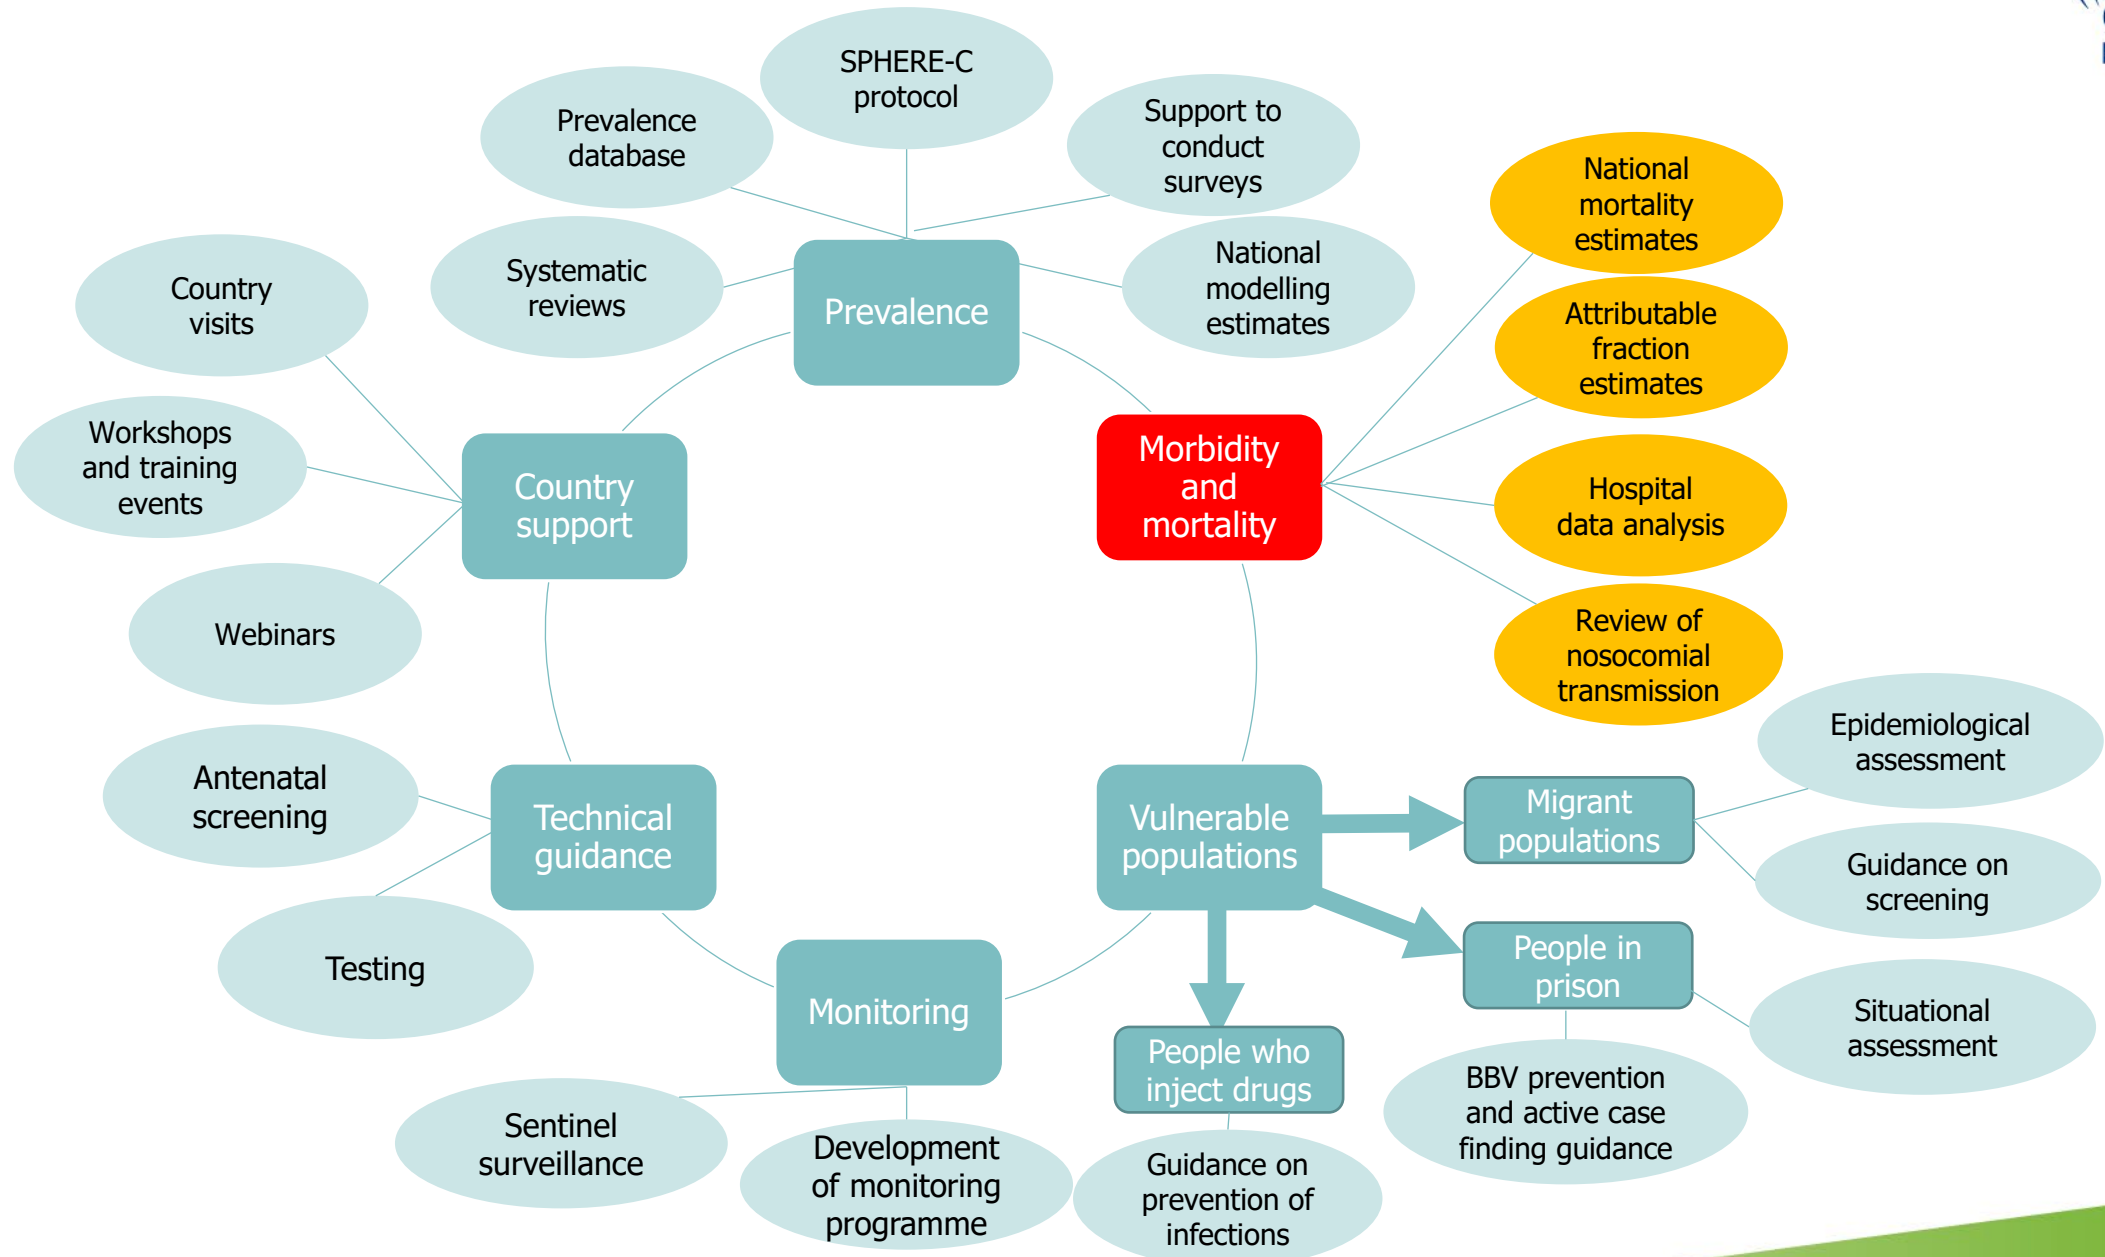 SPHERE-C
protocol
Prevalence
database
Support to
conduct
surveys
Systematic
reviews
National
modelling
estimates
Prevalence
National
mortality
estimates
Attributable
fraction
estimates
Hospital
data analysis
Review of
nosocomial
transmission
Morbidity
and
mortality
Country
visits
Workshops
and training
events
Webinars
Country
support
Antenatal
screening
Testing
Technical
guidance
Vulnerable
populations
Migrant
populations
Epidemiological
assessment
Guidance on
screening
People in
prison
Situational
assessment
BBV prevention
and active case
finding guidance
People who
inject drugs
Guidance on
prevention of
infections
Monitoring
Sentinel
surveillance
Development
of monitoring
programme